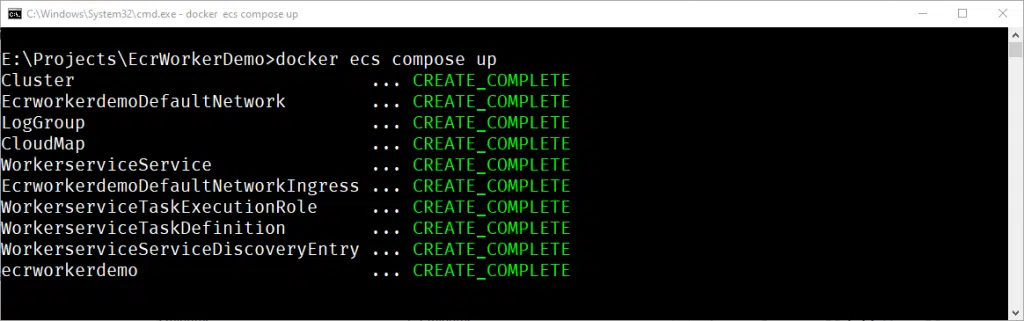 C:\Windows\System32\cmd.exe - docker  ecs compose up
E:\Projects\EcrWorkerDemo>docker ecs compose up
Cluster ... CREATE_COMPLETE
EcrworkerdemoDefaultNetwork ... CREATE_COMPLETE
LogGroup ... CREATE_COMPLETE
CloudMap ... CREATE_COMPLETE
WorkerserviceService ... CREATE_COMPLETE
EcrworkerdemoDefaultNetworkIngress ... CREATE_COMPLETE
WorkerserviceTaskExecutionRole ... CREATE_COMPLETE
WorkerserviceTaskDefinition ... CREATE_COMPLETE
WorkerserviceServiceDiscoveryEntry ... CREATE_COMPLETE
ecrworkerdemo ... CREATE_COMPLETE